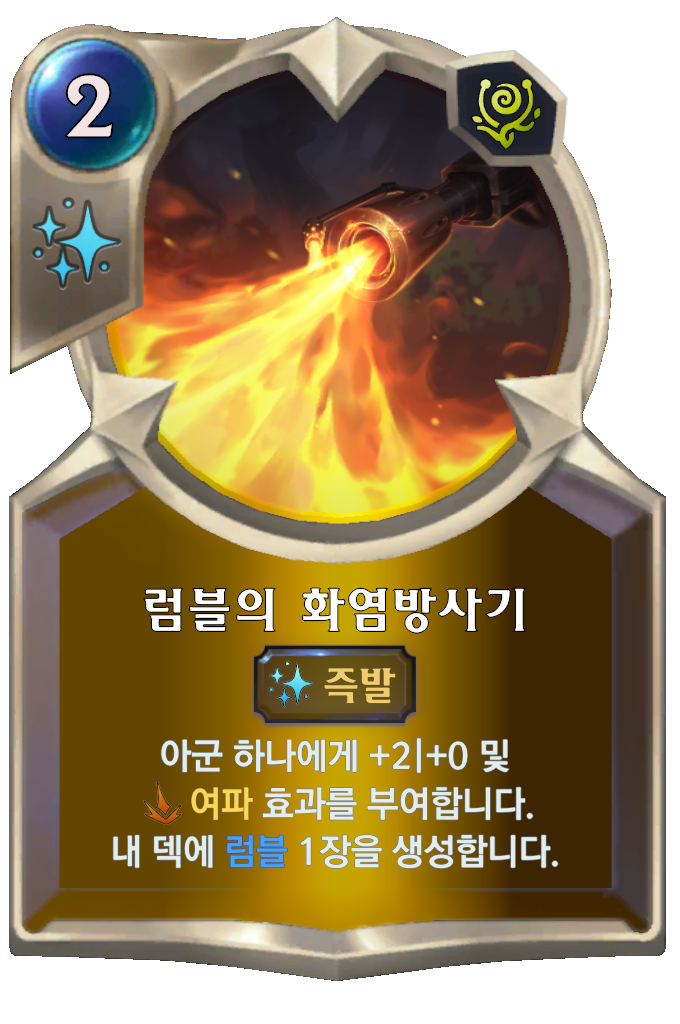 2
럼블의 화염방사기
즉발
아군 하나에게 +2|+0 및
여파 효과를 부여합니다.
내 덱에 럼블 1장을 생성합니다.